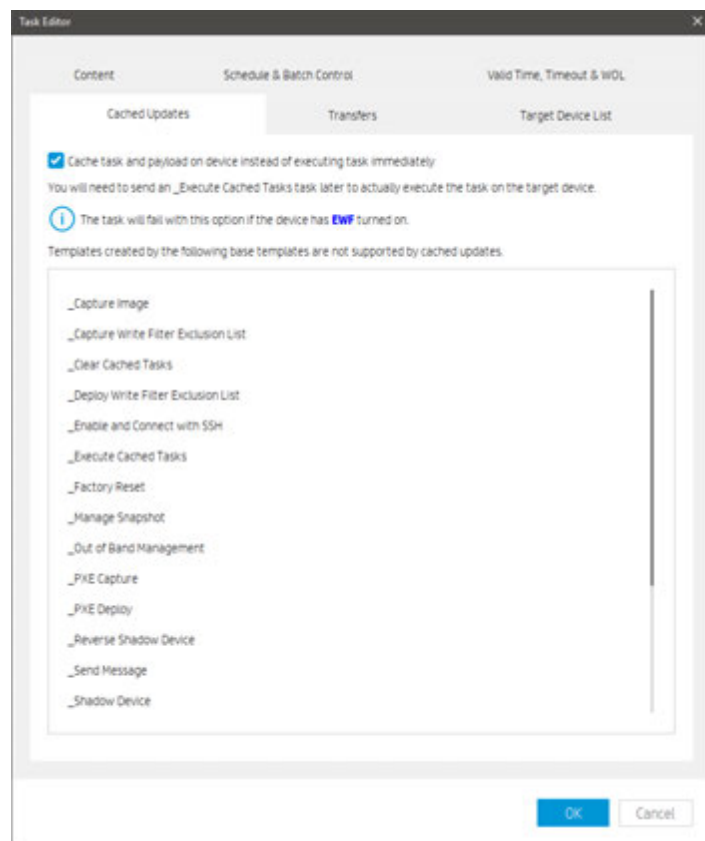 Task Editor
Content Schedule & Batch Control Valid Time, Timeout & WOL
Cached Updates Transfers Target Device List
Cache task and payload on device instead of executing task immediately
You will need to send an _Execute Cached Tasks task later to actually execute the task on the target device.
The task will fail with this option if the device has EWF turned on.
Templates created by the following base templates are not supported by cached updates.
_Capture Image
_Capture Write Filter Exclusion List
_Clear Cached Tasks
_Deploy Write Filter Exclusion List
_Enable and Connect with SSH
_Execute Cached Tasks
_Factory Reset
_Manage Snapshot
_Out of Band Management
_PXE Capture
_PXE Deploy
_Reverse Shadow Device
_Send Message
_Shadow Device
OK Cancel